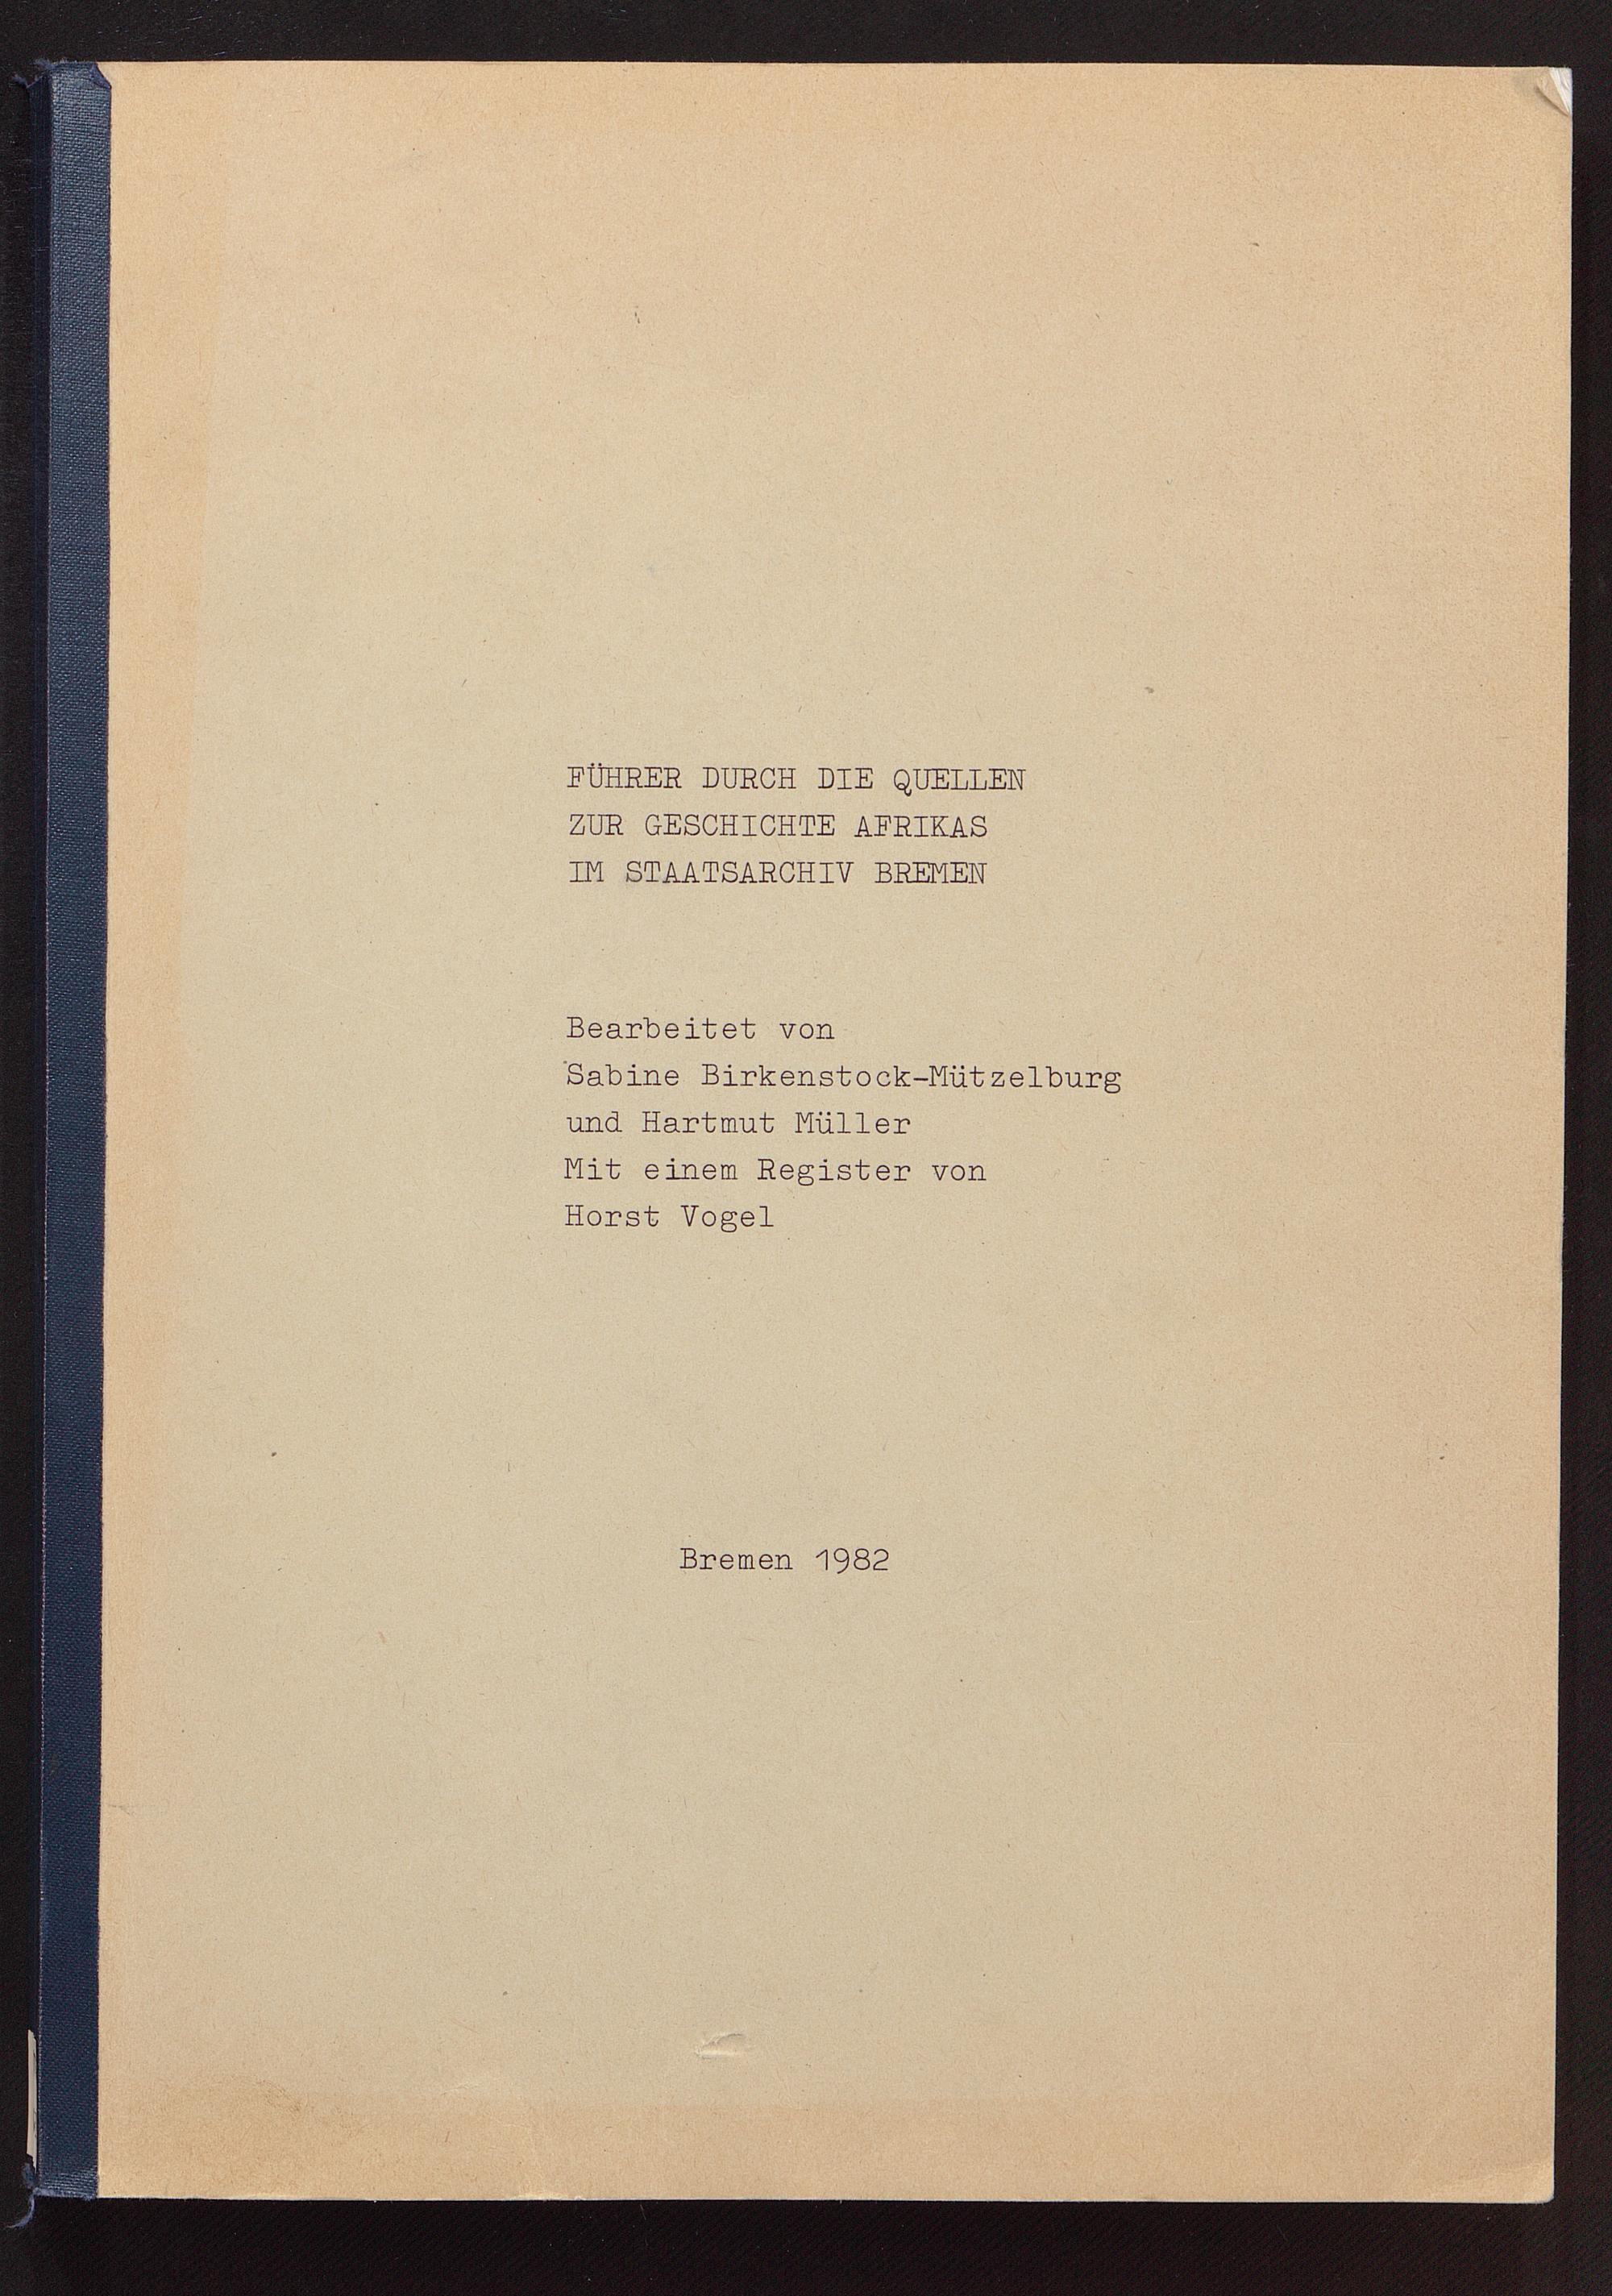 FÜHRER DURCH DIE QUELLEN
ZUR GESCHICHTE AFRIKAS
IM STAATSARCHIV BREMEN
Bearbeitet von
Sabine Birkenstock-Mützelburg
und Hartmut Müller
Mit einem Register von
Horst Vogel
Bremen 1982